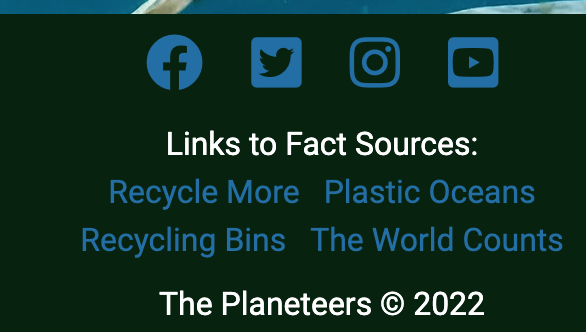 Links to Fact Sources:
Recycle More Plastic Oceans
Recycling Bins The World Counts
The Planeteers © 2022